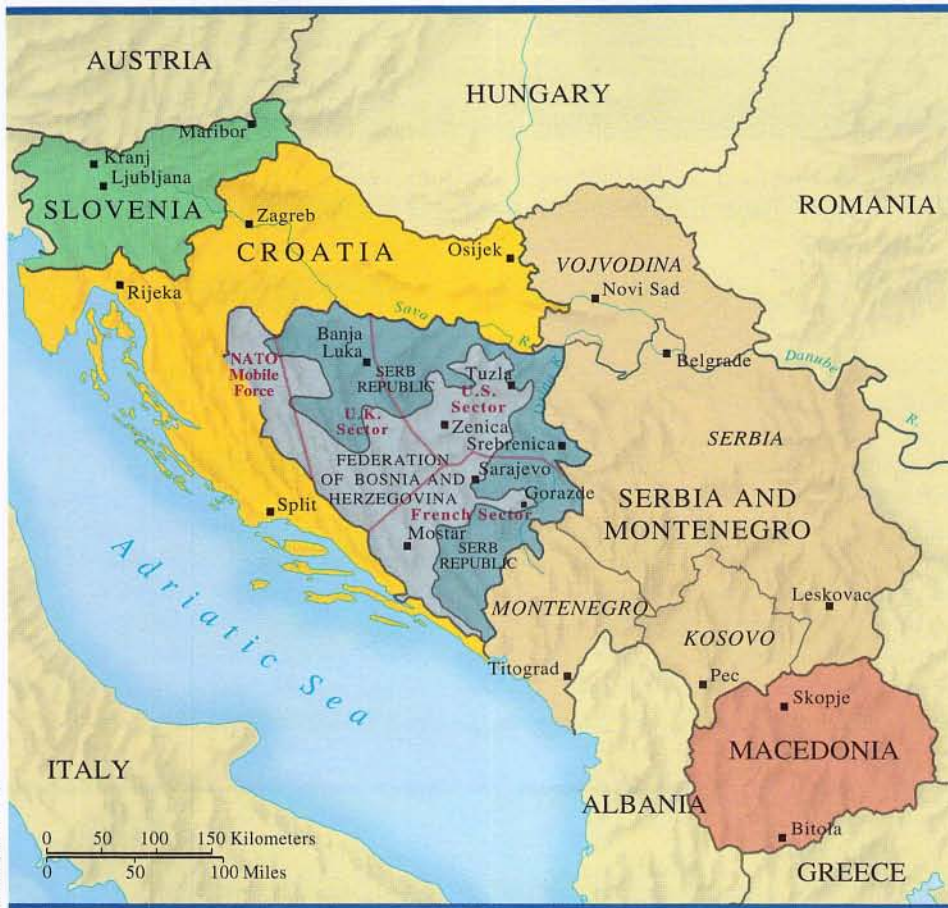 AUSTRIA
HUNGARY
Maribor
Kranj
Ljubljana
SLOVENIA
ROMANIA
Zagreb
CROATIA
Osijek
VOJVODINA
Rijeka
Novi Sad
Sava
R.
Banja
Luka
NATO
Mobile
Force
SERB
REPUBLIC
Tuzla
U.S.
Sector
Belgrade
Danube
R.
U.K.
Sector
Zenica
Srebrenica
SERBIA
FEDERATION
OF BOSNIA AND
HERZEGOVINA
Sarajevo
Gorazde
SERBIA AND
MONTENEGRO
Split
French Sector
Mostar
SERB
REPUBLIC
Adriatic Sea
MONTENEGRO
Leskovac
KOSOVO
Titograd
Pec
Skopje
MACEDONIA
ITALY
ALBANIA
Bitola
0 50 100 150 Kilometers
0 50 100 Miles
GREECE